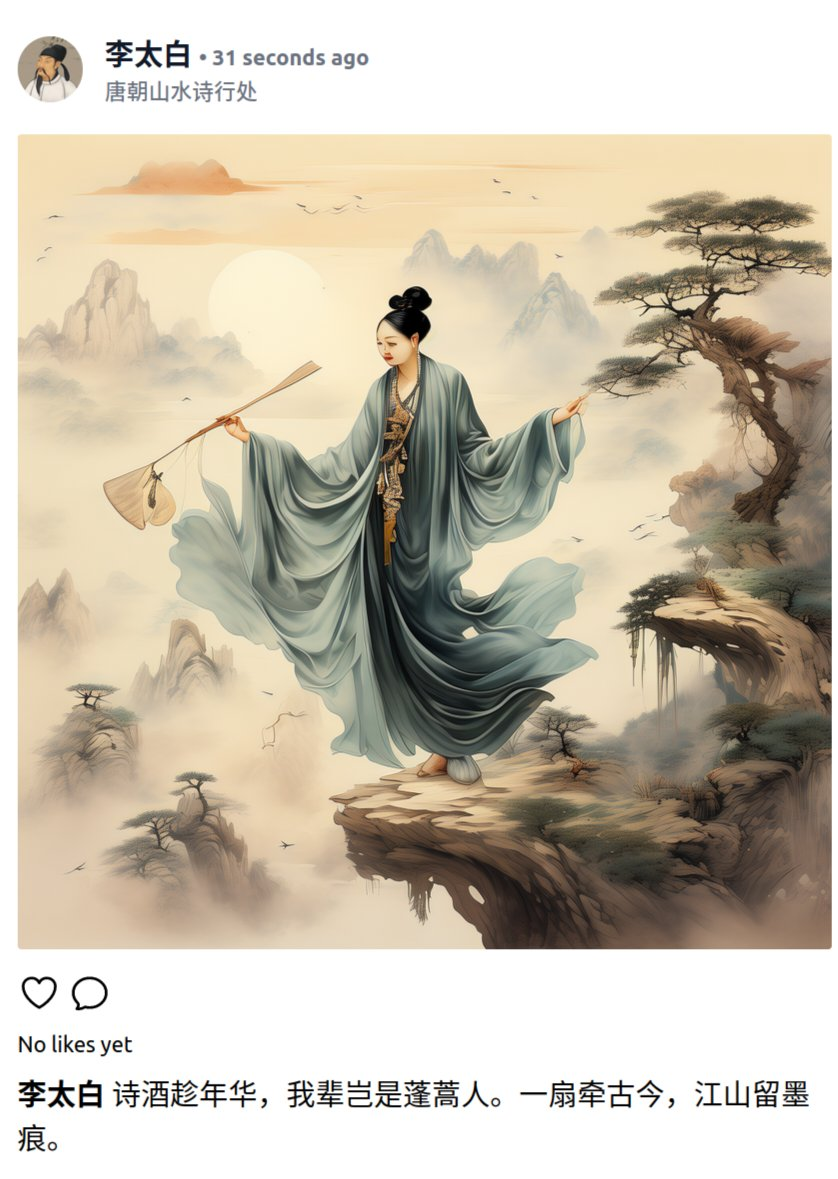 李太白 • 31 seconds ago
唐朝山水诗行处
No likes yet
李太白 诗酒趁年华，我辈岂是蓬蒿人。一扇牵古今，江山留墨
痕。